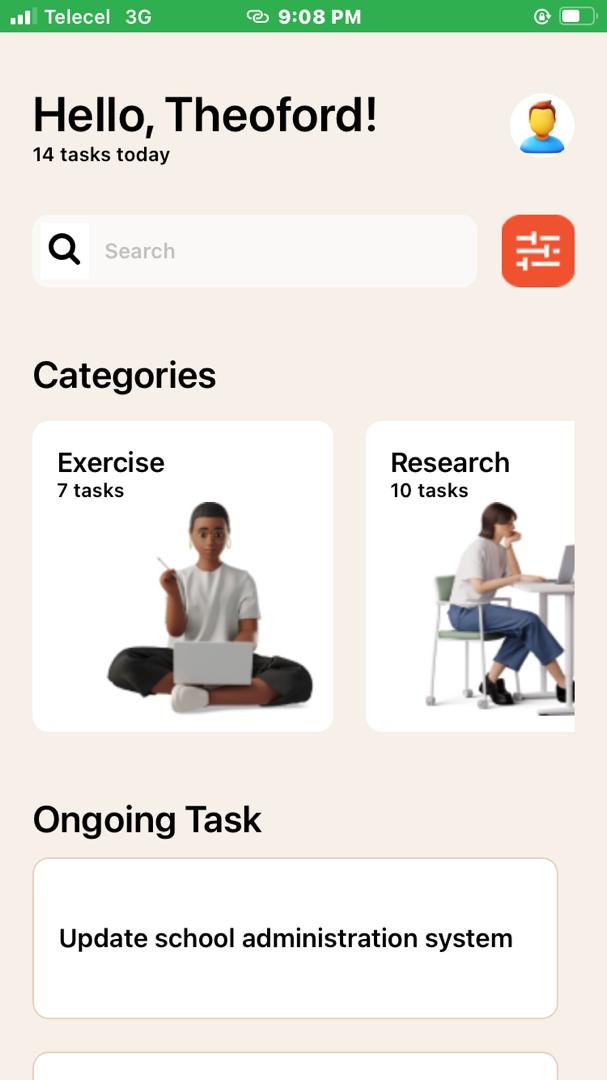 Telecel 3G 9:08 PM
Hello, Theoford!
14 tasks today
Search
Categories
Exercise
7 tasks
Research
10 tasks
Ongoing Task
Update school administration system